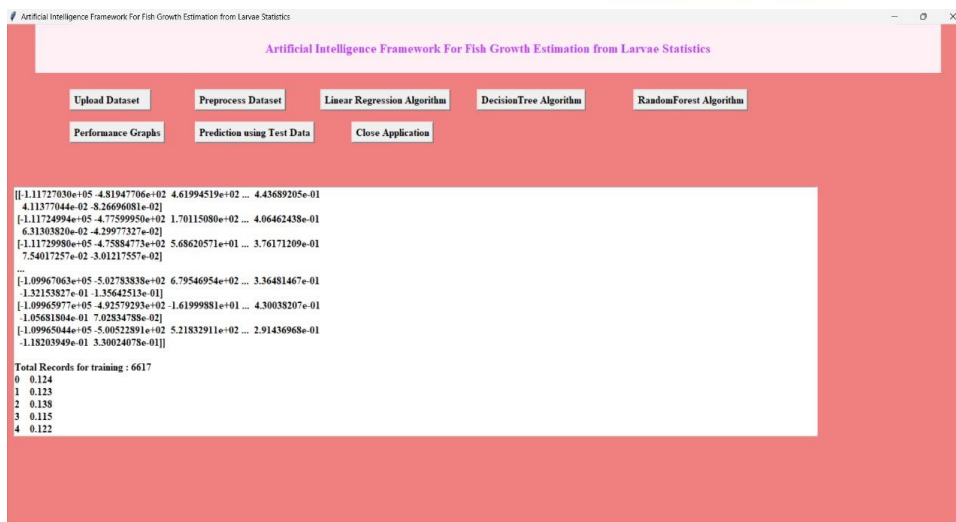 Artificial Intelligence Framework For Fish Growth Estimation from Larvae Statistics
Artificial Intelligence Framework For Fish Growth Estimation from Larvae Statistics
Upload Dataset Preprocess Dataset Linear Regression Algorithm DecisionTree Algorithm RandomForest Algorithm
Performance Graphs Prediction using Test Data Close Application
[[-1.11727030e+05 -4.81947706e+02 4.61994519e+02 ... 4.43689205e-01
4.11377044e-02 -8.26696081e-02]
[-1.11724994e+05 -4.77599950e+02 1.70115080e+02 ... 4.06462438e-01
6.31303820e-02 -4.29977327e-02]
[-1.11729980e+05 -4.75884773e+02 5.68620571e+01 ... 3.76171209e-01
7.54017257e-02 -3.01217557e-02]
...
[-1.09967063e+05 -5.02783838e+02 6.79546954e+02 ... 3.36481467e-01
-1.32153827e-01 -1.35642513e-01]
[-1.09965977e+05 -4.92579293e+02 -1.61999881e+01 ... 4.30038207e-01
-1.05681804e-01 7.02834788e-02]
[-1.09965044e+05 -5.00522891e+02 5.21832911e+02 ... 2.91436968e-01
-1.18203949e-01 3.30024078e-01]]
Total Records for training : 6617
0 0.124
1 0.123
2 0.138
3 0.115
4 0.122